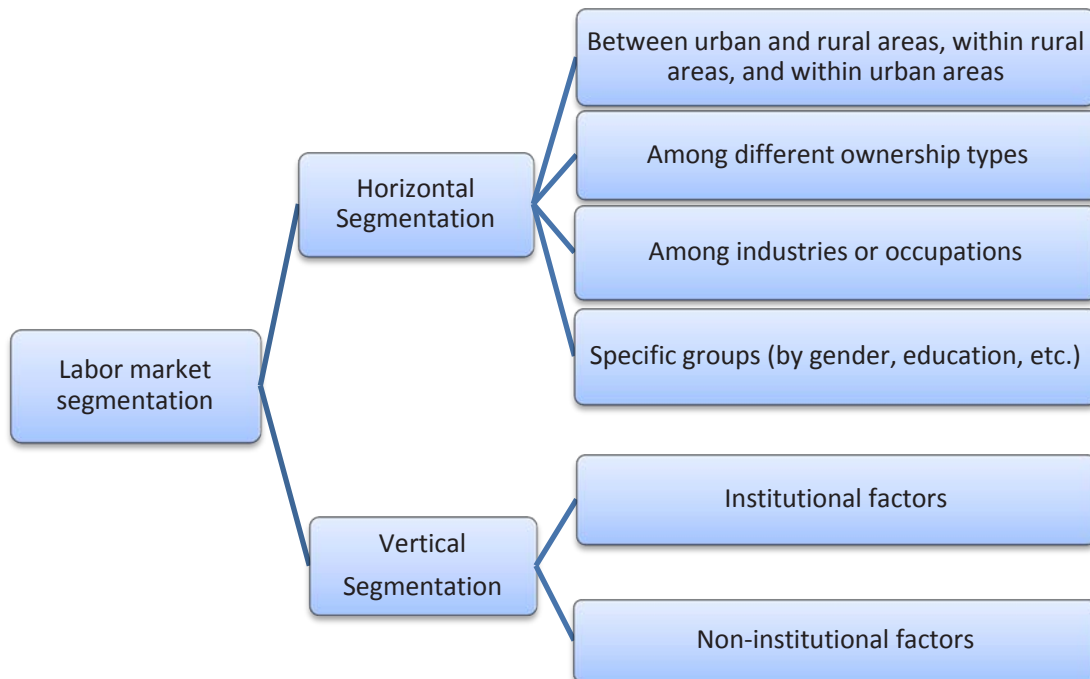 Between urban and rural areas, within rural
areas, and within urban areas
Among different ownership types
Horizontal
Segmentation
Among industries or occupations
Specific groups (by gender, education, etc.)
Labor market
segmentation
Institutional factors
Vertical
Segmentation
Non-institutional factors